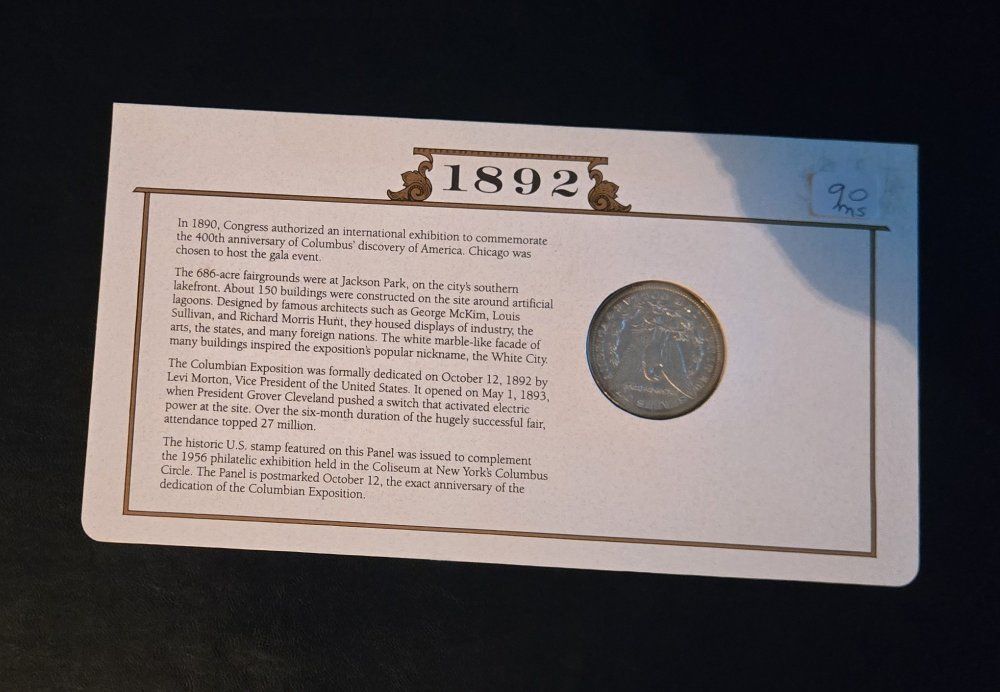 1892
90
ms
In 1890, Congress authorized an international exhibition to commemorate
the 400th anniversary of Columbus' discovery of America. Chicago was
chosen to host the gala event.
The 686-acre fairgrounds were at Jackson Park, on the city's southern
lakefront. About 150 buildings were constructed on the site around artificial
lagoons. Designed by famous architects such as George McKim, Louis
Sullivan, and Richard Morris Hunt, they housed displays of industry, the
arts, the states, and many foreign nations. The white marble-like facade of
many buildings inspired the exposition's popular nickname, the White City.
The Columbian Exposition was formally dedicated on October 12, 1892 by
Levi Morton, Vice President of the United States. It opened on May 1, 1893,
when President Grover Cleveland pushed a switch that activated electric
power at the site. Over the six-month duration of the hugely successful fair,
attendance topped 27 million.
The historic U.S. stamp featured on this Panel was issued to complement
the 1956 philatelic exhibition held in the Coliseum at New York's Columbus
Circle. The Panel is postmarked October 12, the exact anniversary of the
dedication of the Columbian Exposition.